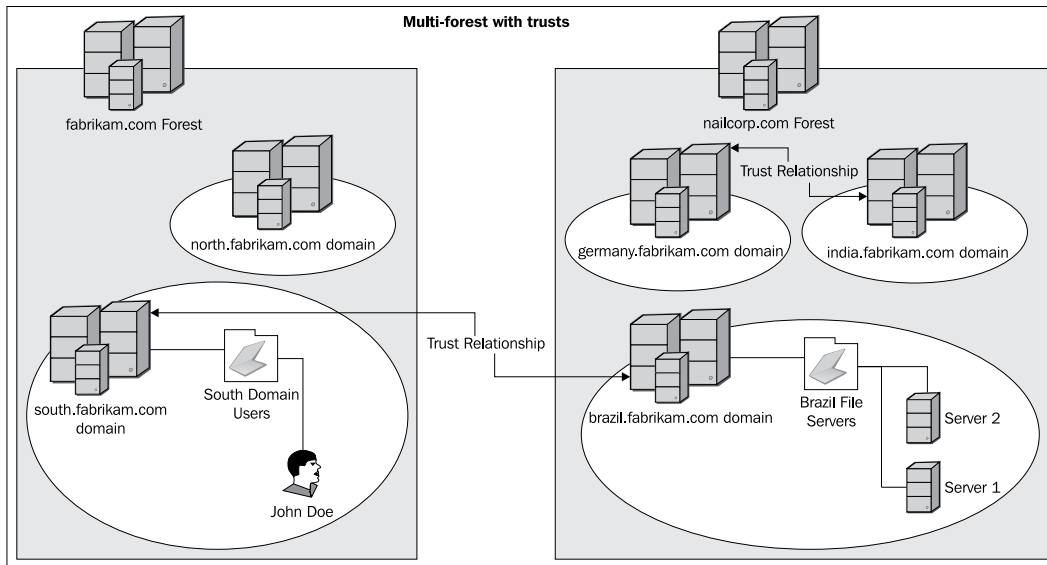 Multi-forest with trusts
fabrikam.com Forest
north.fabrikam.com domain
south.fabrikam.com
domain
South Domain
Users
John Doe
Trust Relationship
nailcorp.com Forest
Trust Relationship
germany.fabrikam.com domain
india.fabrikam.com domain
brazil.fabrikam.com domain
Brazil File
Servers
Server 2
Server 1